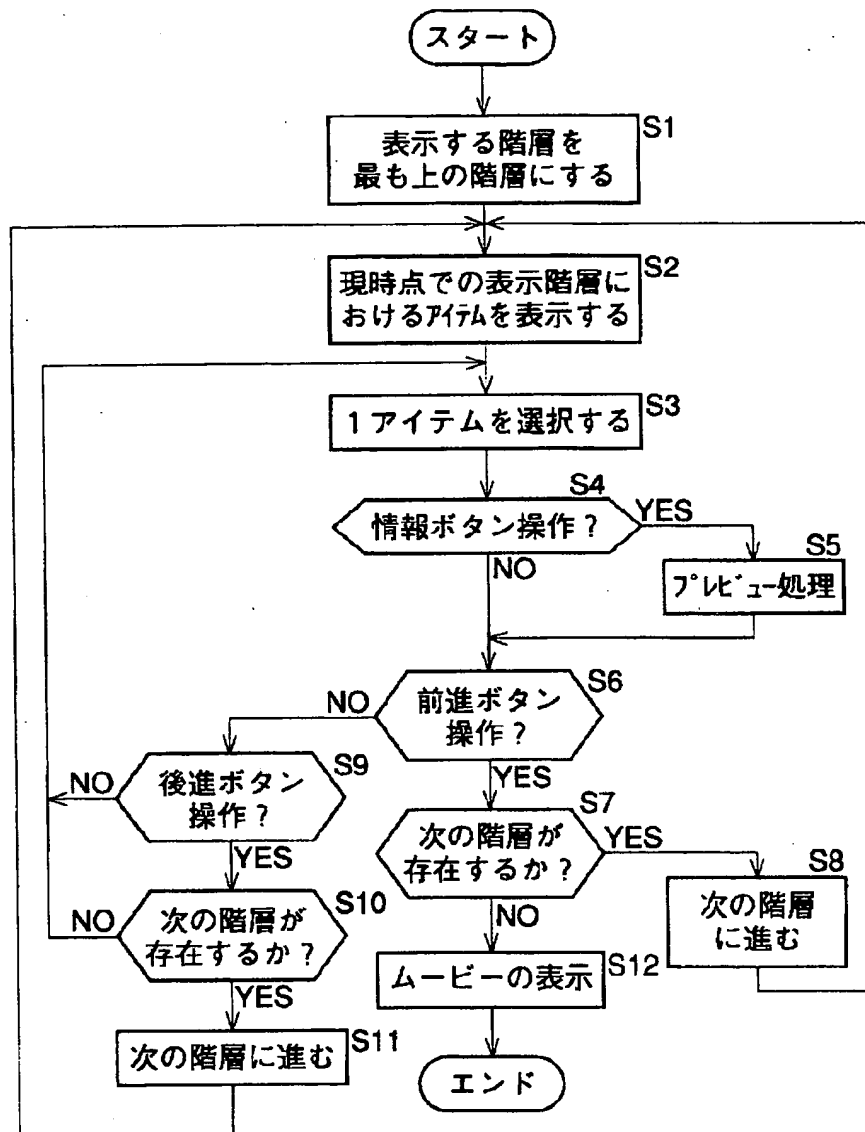 スタート
S1
表示する階層を
最も上の階層にする
S2
現時点での表示階層に
おけるアイテムを表示する
S3
1アイテムを選択する
S4
情報ボタン操作?
YES
NO
S5
プレビュー処理
S6
前進ボタン
操作?
NO
YES
S9
後進ボタン
操作?
NO
YES
S7
次の階層が
存在するか?
YES
NO
S8
次の階層
に進む
S10
次の階層が
存在するか?
NO
YES
S12
ムービーの表示
S11
次の階層に進む
エンド